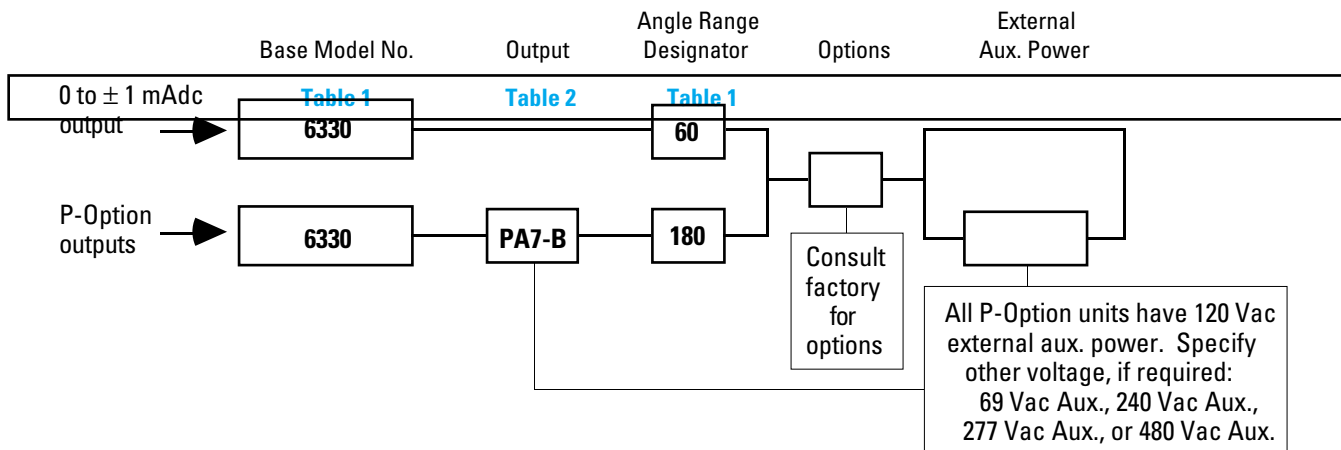 Angle Range External
Base Model No. Output Designator Options Aux. Power
0 to ± 1 mAdc Table 1 Table 2 Table 1
output 6330 60
P-Option
outputs 6330 PA7-B 180
Consult
factory
for
options
All P-Option units have 120 Vac
external aux. power. Specify
other voltage, if required:
69 Vac Aux., 240 Vac Aux.,
277 Vac Aux., or 480 Vac Aux.